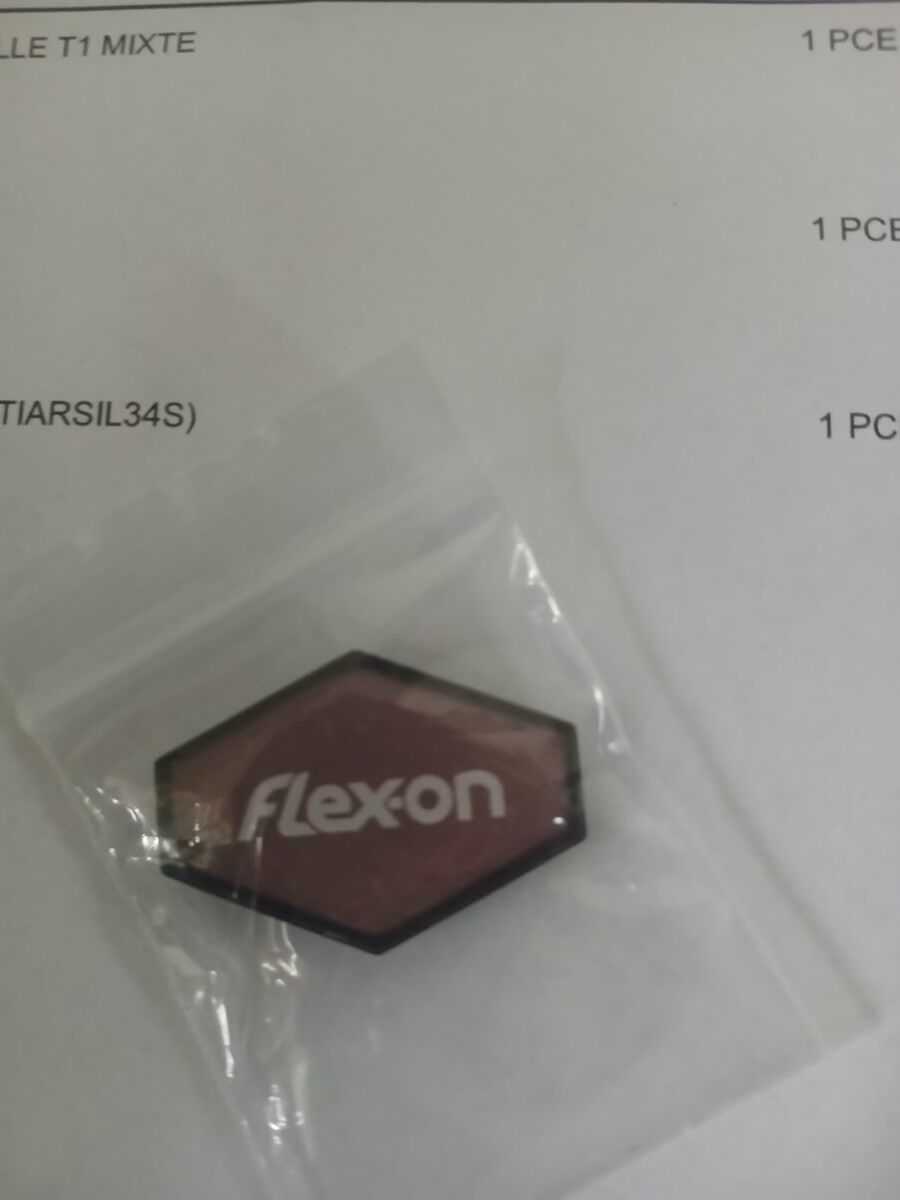 LLE T1 MIXTE 1 PCE
1 PCE
TIARSIL34S) 1 PC
FLex-on